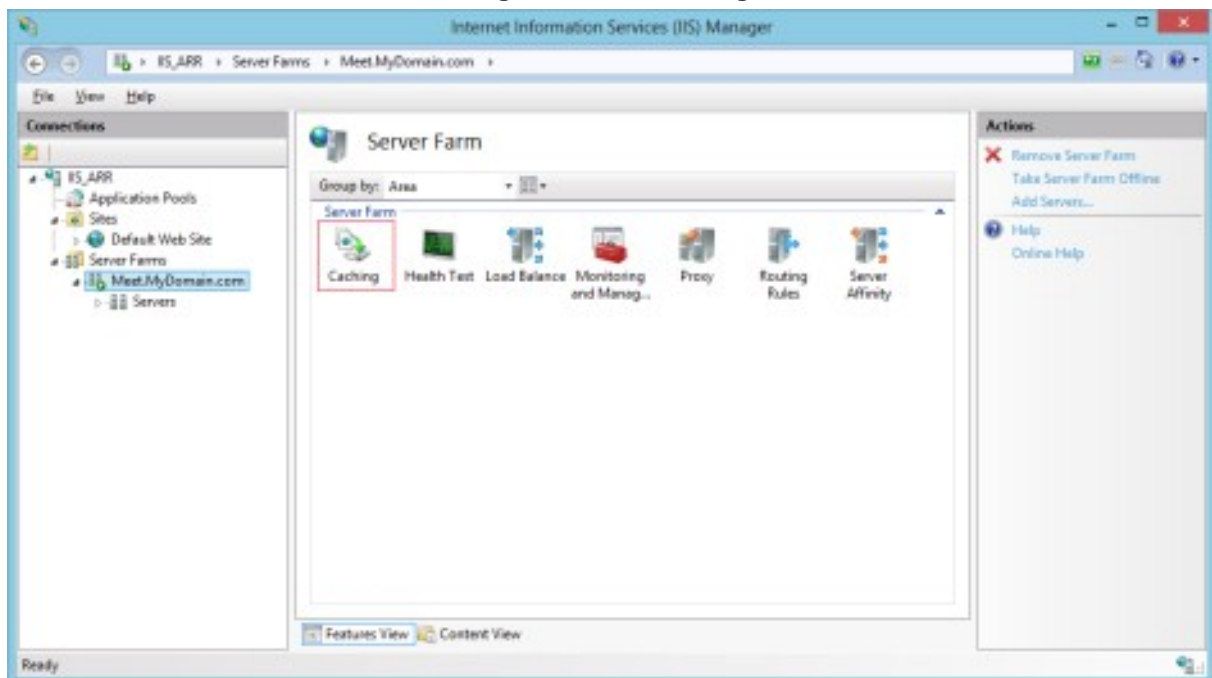 Internet Information Services (IIS) Manager
IIS_ARR Server Farms Meet.MyDomain.com
File View Help
Connections
IIS_ARR
Application Pools
Sites
Default Web Site
Server Farms
Meet.MyDomain.com
Servers
Server Farm
Group by: Area
Server Farm
Caching Health Test Load Balance Monitoring and Manag... Proxy Routing Rules Server Affinity
Features View Content View
Actions
Remove Server Farm
Take Server Farm Offline
Add Servers...
Help
Online Help
Ready